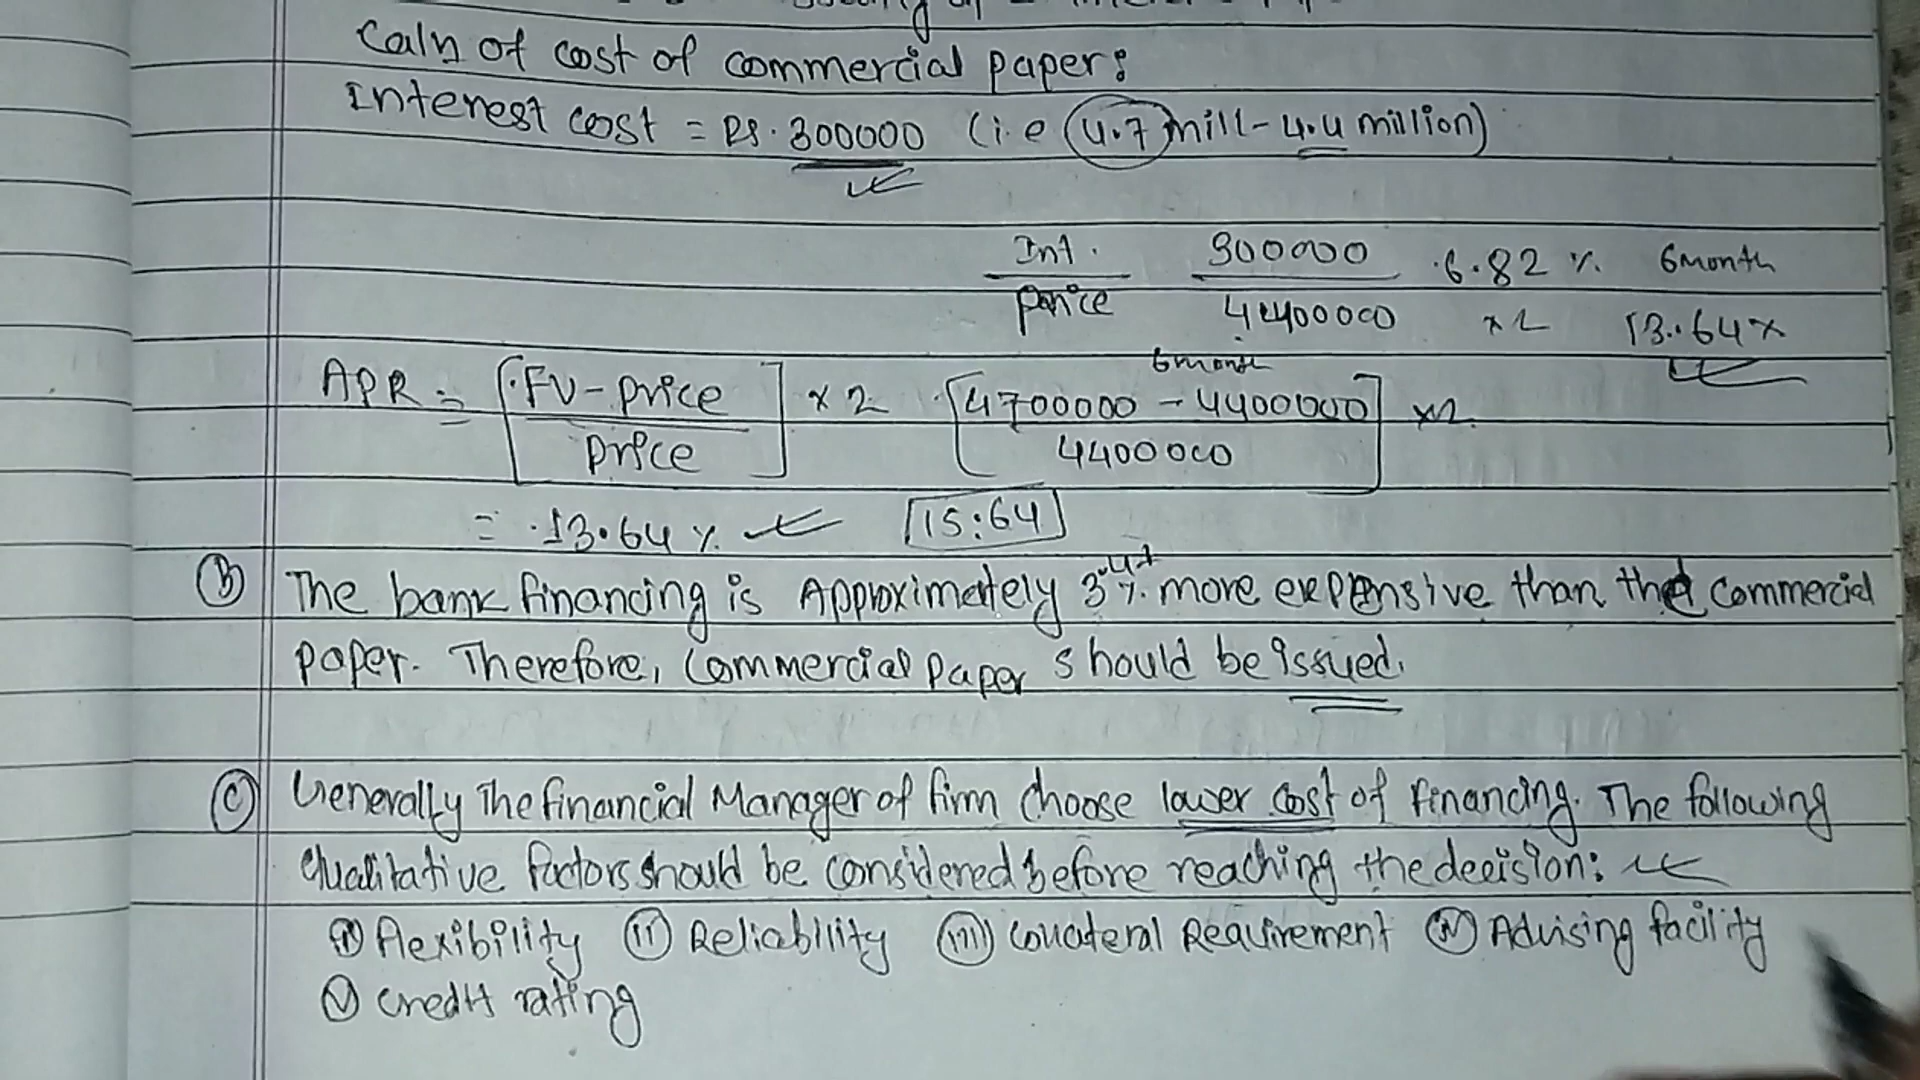 Caln of cost of commercial paper:
Interest cost = Rs. 300000 (i.e 4.7 mill - 4.4 million)
Int. 300000 6.82 % 6month
price 4400000 x2 13.64%
6month
APR = [FV - price / price] x 2 [4700000 - 4400000 / 4400000] x2
= 13.64 % [15:64]
(b) The bank financing is Approximately 3% more expensive than the commercial
paper. Therefore, Commercial paper should be issued.
(c) Generally The financial Manager of firm choose lower cost of financing. The following
qualitative factors should be considered before reaching the decision:
(i) flexibility (ii) Reliability (iii) Collateral Requirement (iv) Advising facility
(v) credit rating